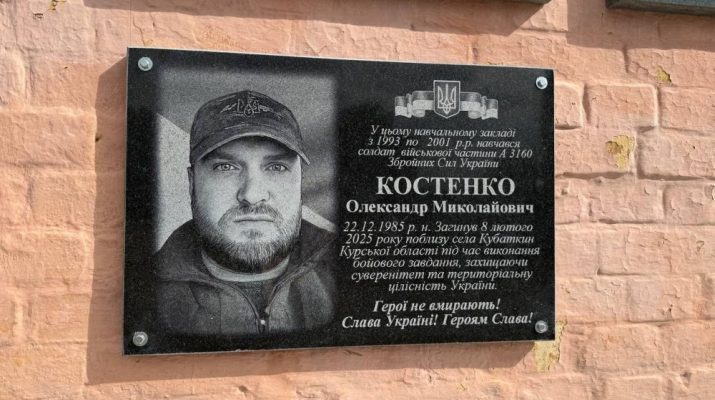 У цьому навчальному закладі
з 1993 по 2001 р.р. навчався
солдат військової частини А 3160
Збройних Сил України
КОСТЕНКО
Олександр Миколайович
22.12.1985 р. н. Загинув 8 лютого
2025 року поблизу села Кубаткин
Курської області під час виконання
бойового завдання, захищаючи
суверенітет та територіальну
цілісність України.
Герої не вмирають!
Слава Україні! Героям Слава!